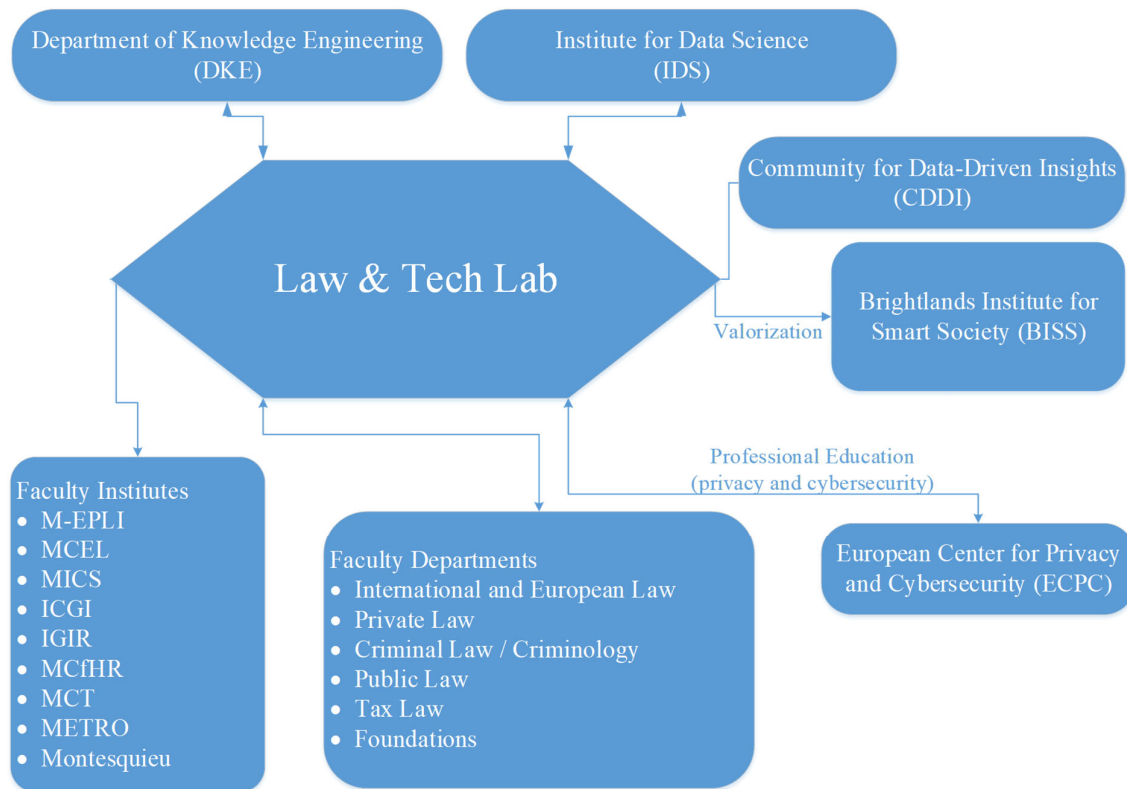 Department of Knowledge Engineering
(DKE)
Institute for Data Science
(IDS)
Community for Data-Driven Insights
(CDDI)
Law & Tech Lab
Brightlands Institute for
Smart Society (BISS)
Valorization
Professional Education
(privacy and cybersecurity)
European Center for Privacy
and Cybersecurity (ECPC)
Faculty Institutes
• M-EPLI
• MCEL
• MICS
• ICGI
• IGIR
• MCfHR
• MCT
• METRO
• Montesquieu
Faculty Departments
• International and European Law
• Private Law
• Criminal Law / Criminology
• Public Law
• Tax Law
• Foundations